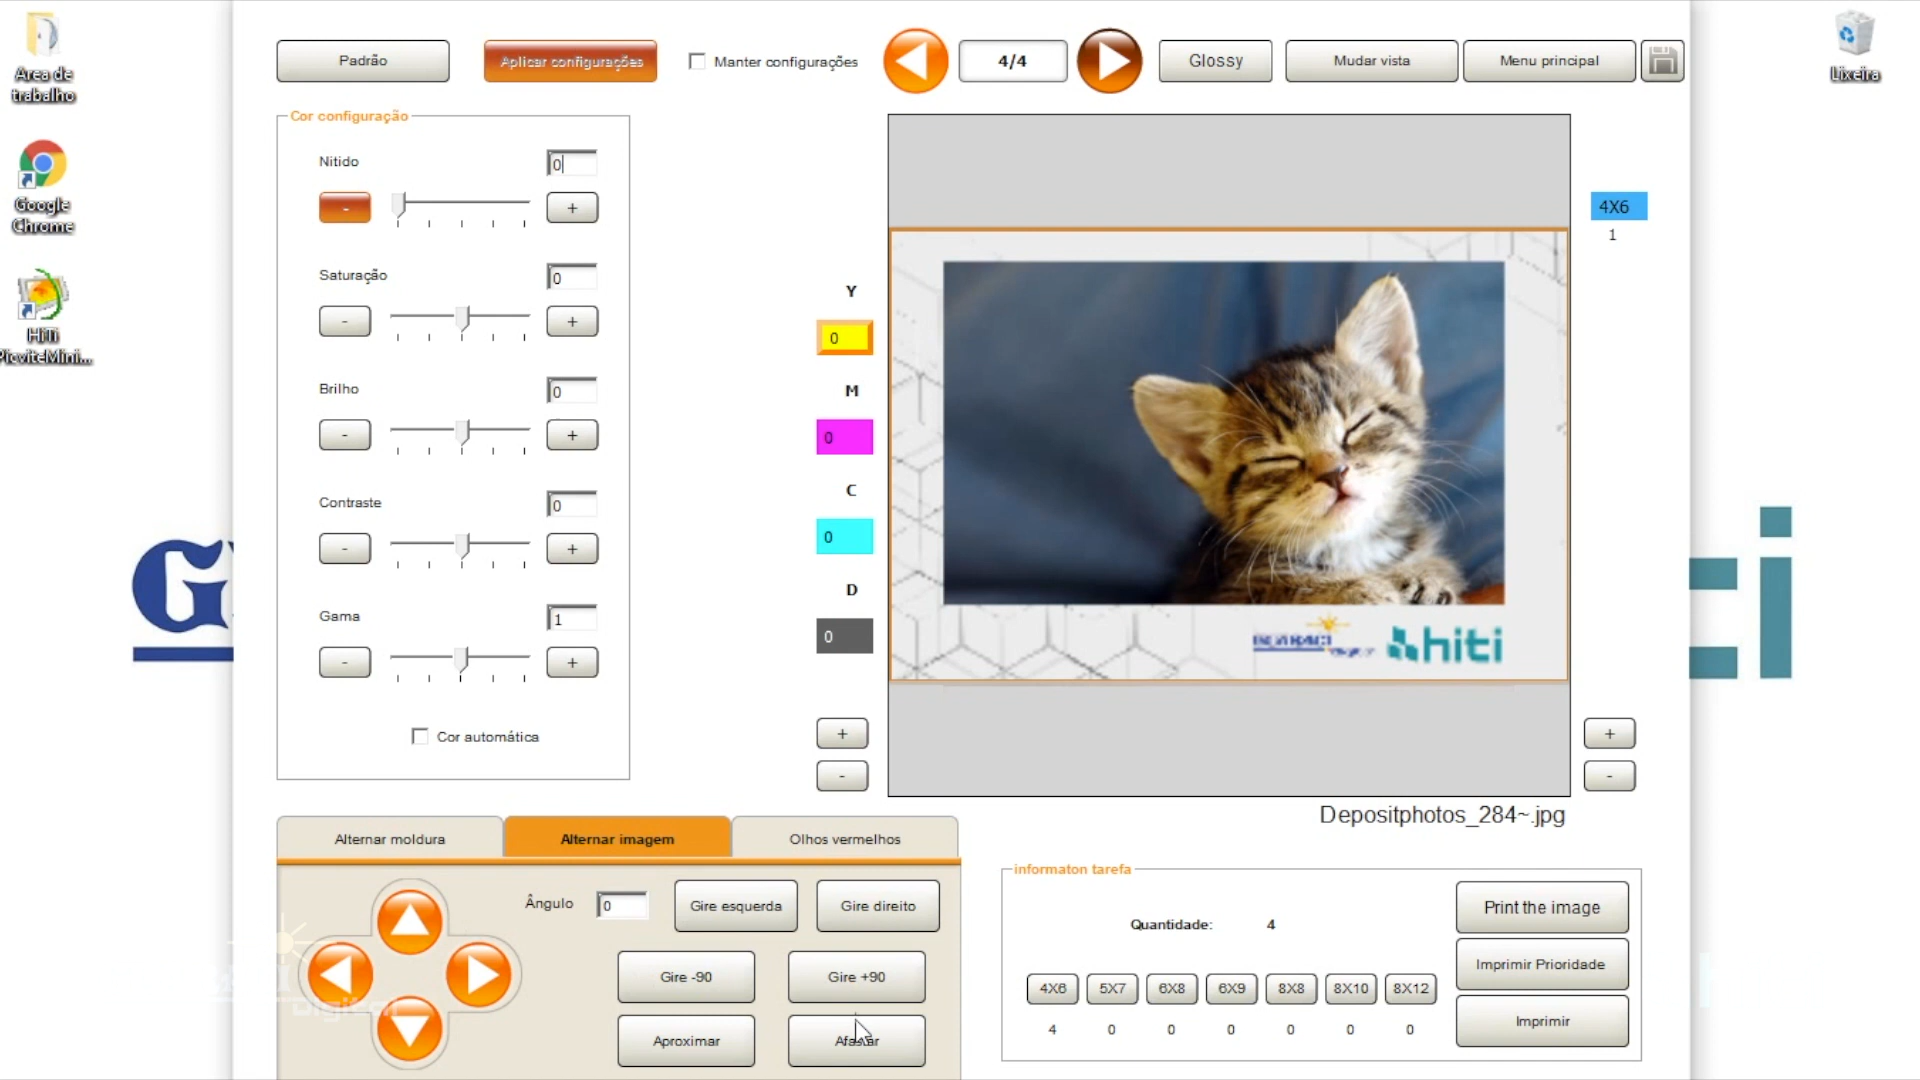 Área de
trabalho
Google
Chrome
HiTi
PicviteMini...
Lixeira
Padrão
Aplicar configurações
Manter configurações
4/4
Glossy
Mudar vista
Menu principal
Cor configuração
Nitido
0
-
+
Saturação
0
-
+
Brilho
0
-
+
Contraste
0
-
+
Gama
1
-
+
Cor automática
Y
0
M
0
C
0
D
0
+
-
hiti
4X6
1
+
-
Depositphotos_284~.jpg
Alternar moldura
Alternar imagem
Olhos vermelhos
Ângulo
0
Gire esquerda
Gire direito
Gire -90
Gire +90
Aproximar
Afastar
Digital
informaton tarefa
Quantidade: 4
4X6 5X7 6X8 6X9 8X8 8X10 8X12
4 0 0 0 0 0 0
Print the image
Imprimir Prioridade
Imprimir